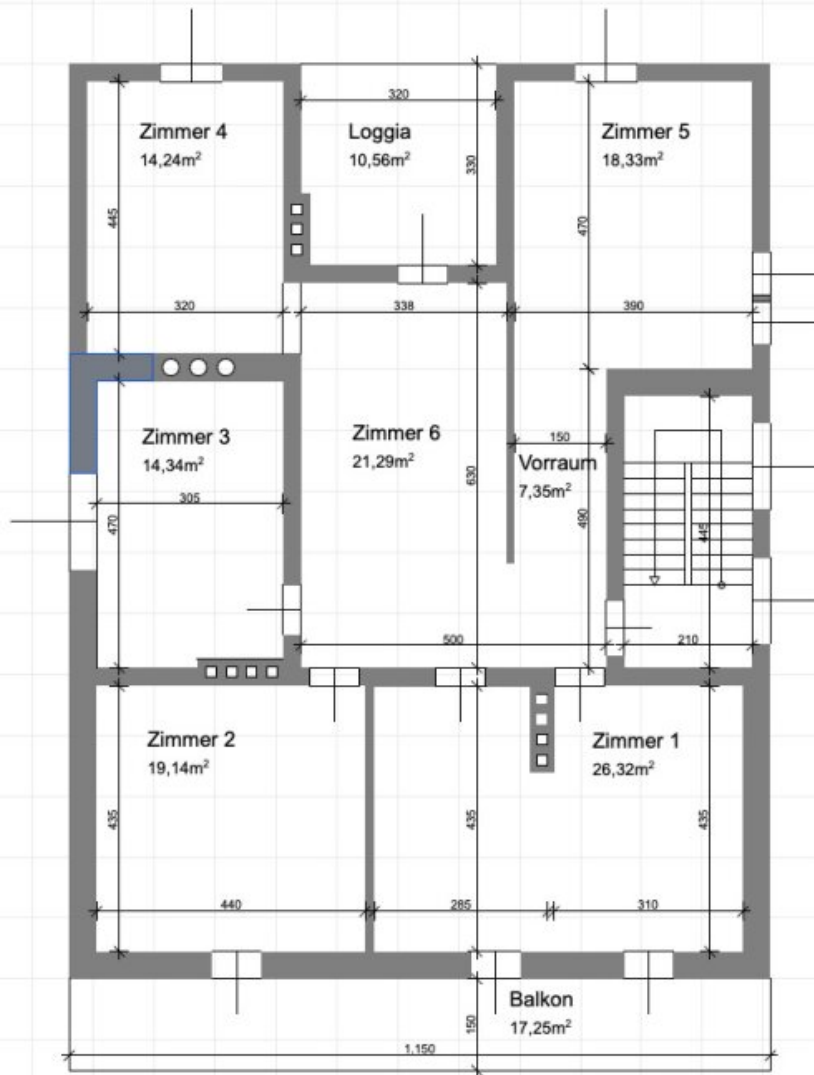 320
Zimmer 4
14,24m²
Loggia
10,56m²
Zimmer 5
18,33m²
330
445
470
320
338
390
Zimmer 3
14,34m²
Zimmer 6
21,29m²
150
Vorraum
7,35m²
630
305
470
490
445
500
210
Zimmer 2
19,14m²
Zimmer 1
26,32m²
435
435
435
440
285
310
Balkon
17,25m²
150
1.150